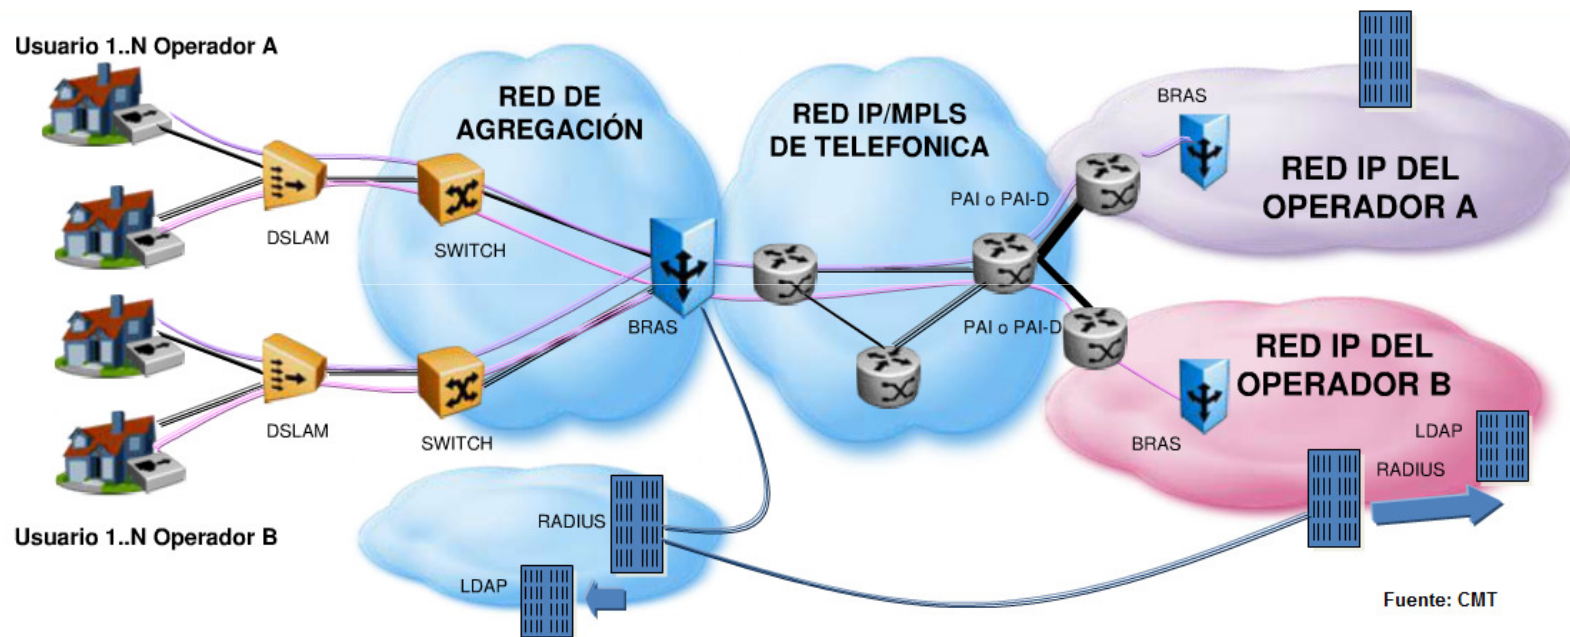 Usuario 1..N Operador A
RED DE
AGREGACIÓN
RED IP/MPLS
DE TELEFONICA
BRAS
RED IP DEL
OPERADOR A
PAI o PAI-D
DSLAM
SWITCH
BRAS
PAI o PAI-D
RED IP DEL
OPERADOR B
DSLAM
SWITCH
BRAS
LDAP
RADIUS
RADIUS
Usuario 1..N Operador B
LDAP
Fuente: CMT